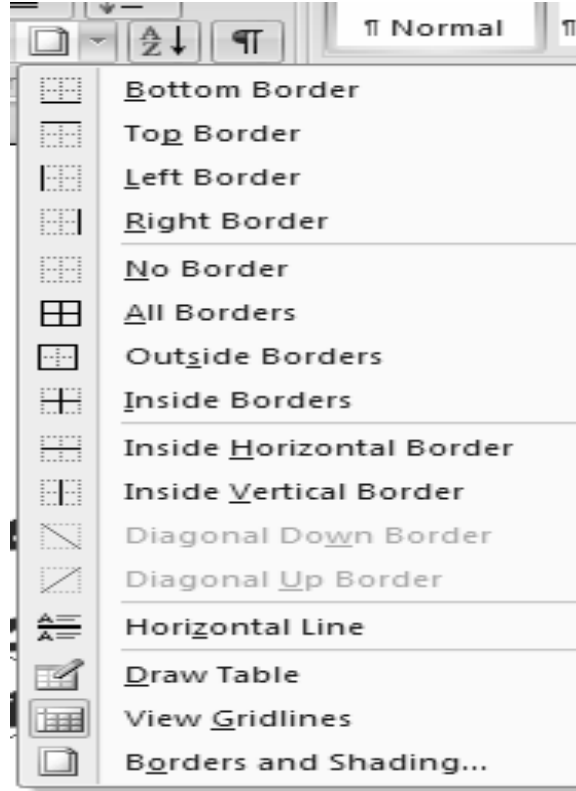 ¶ Normal
Bottom Border
Top Border
Left Border
Right Border
No Border
All Borders
Outside Borders
Inside Borders
Inside Horizontal Border
Inside Vertical Border
Diagonal Down Border
Diagonal Up Border
Horizontal Line
Draw Table
View Gridlines
Borders and Shading...